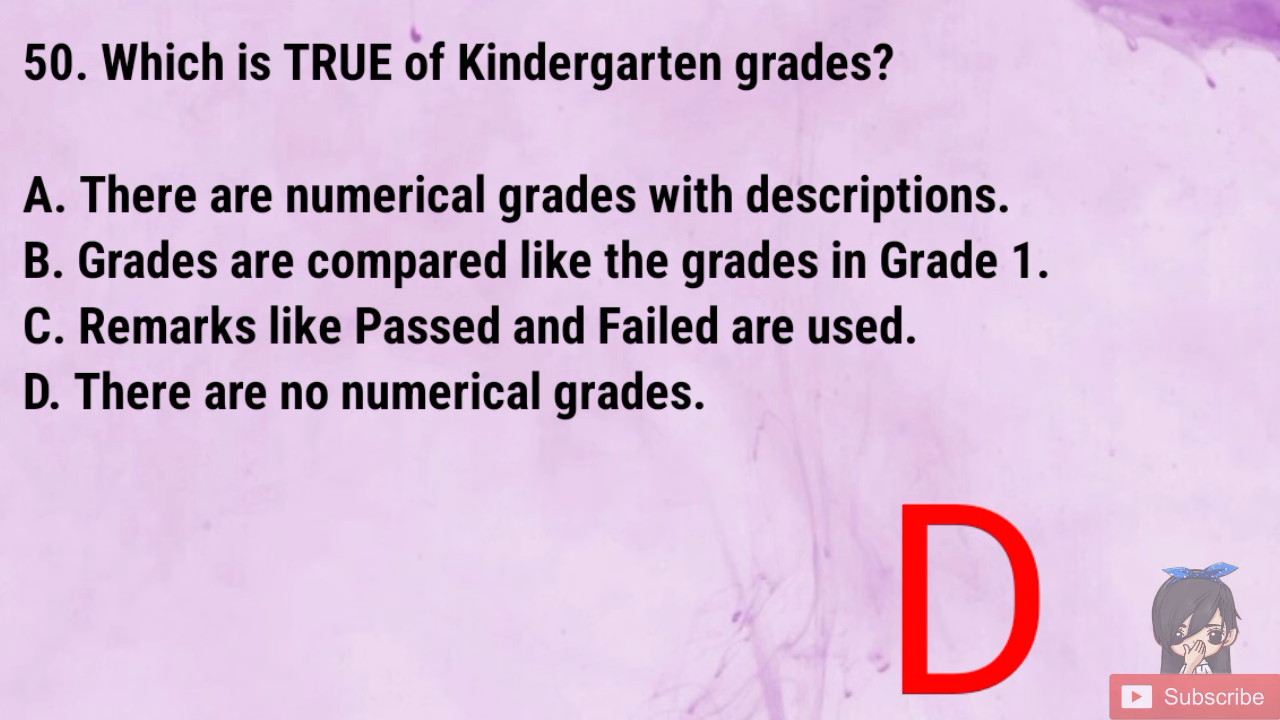 50. Which is TRUE of Kindergarten grades?
A. There are numerical grades with descriptions.
B. Grades are compared like the grades in Grade 1.
C. Remarks like Passed and Failed are used.
D. There are no numerical grades.
D
Subscribe